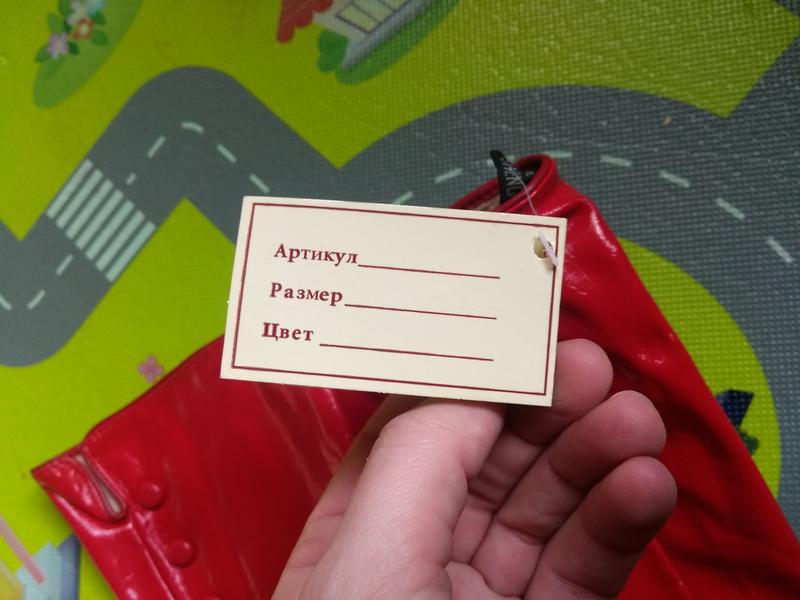 Артикул
Размер
Цвет